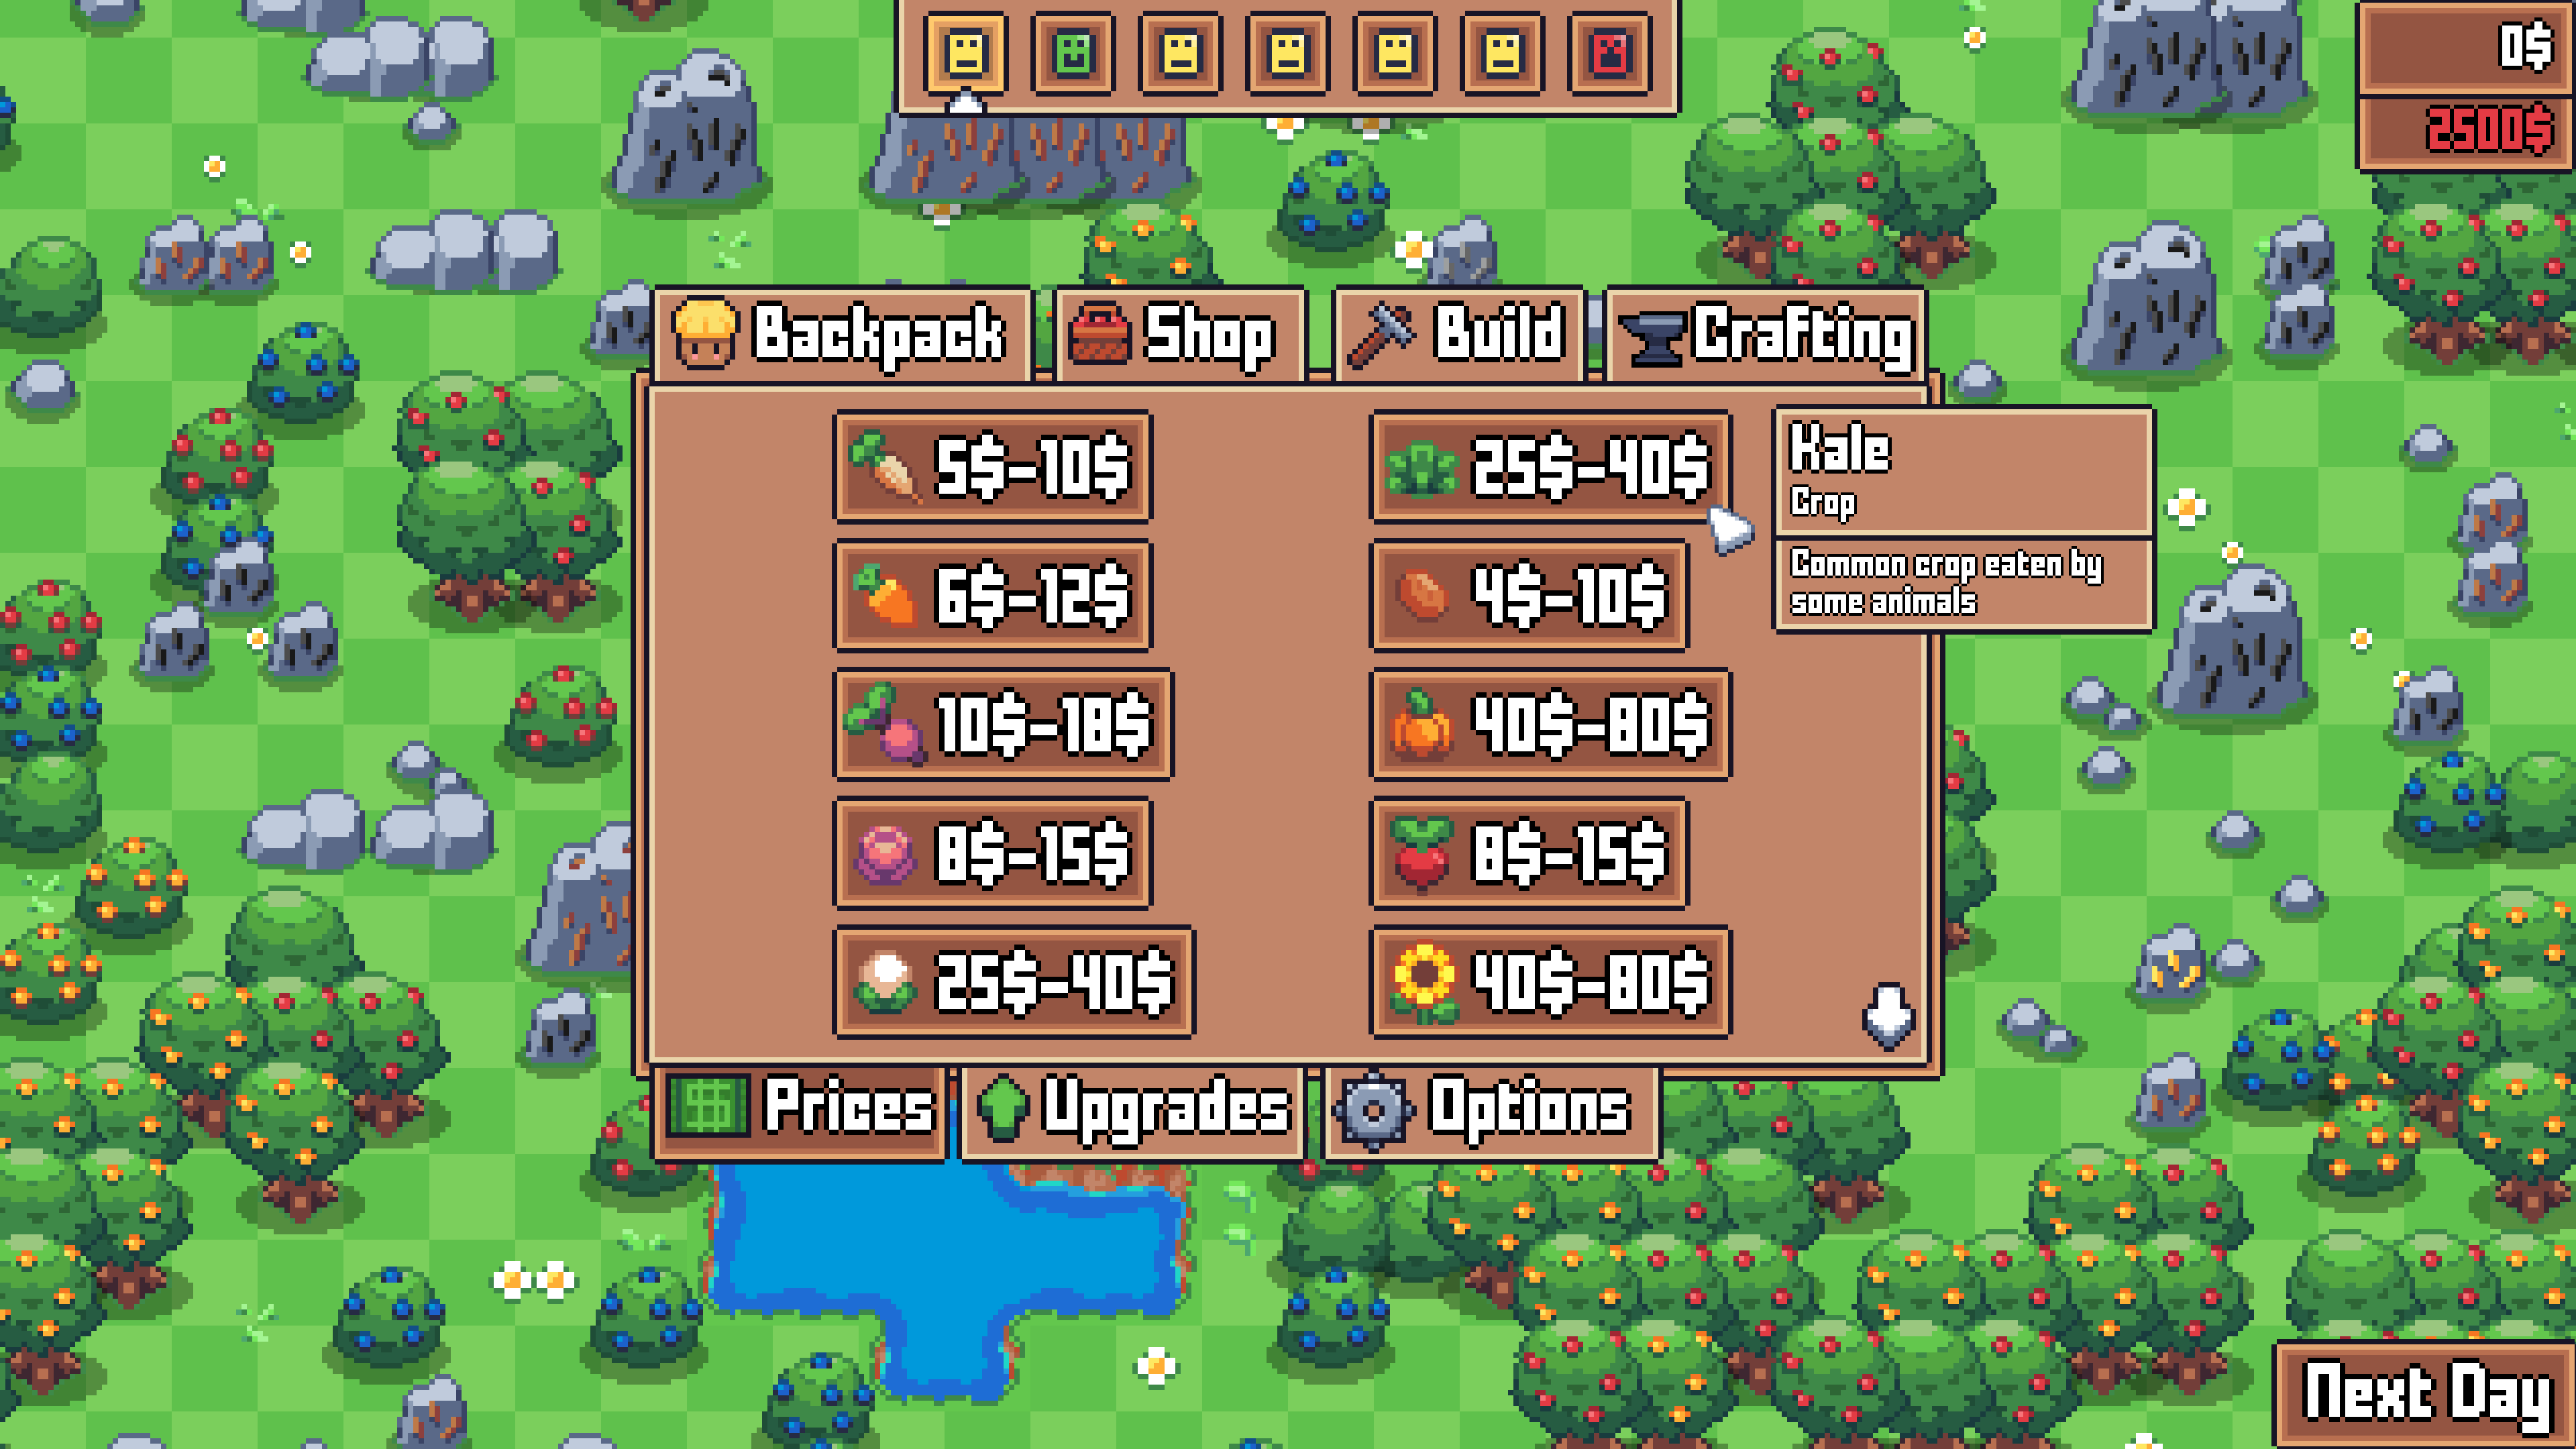 0$
2500$
Backpack
Shop
Build
Crafting
5$-10$
25$-40$
Kale
Crop
Common crop eaten by
some animals
6$-12$
4$-10$
10$-18$
40$-80$
8$-15$
8$-15$
25$-40$
40$-80$
Prices
Upgrades
Options
Next Day